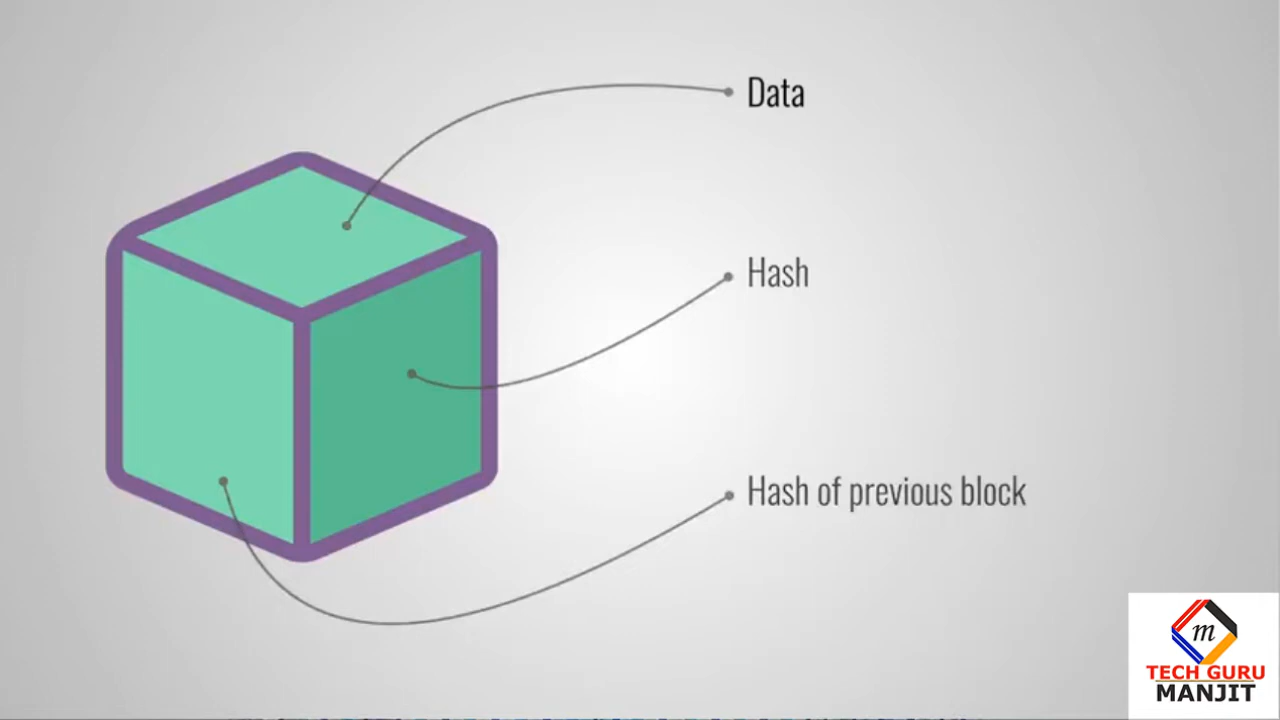 Data
Hash
Hash of previous block
m
TECH GURU
MANJIT